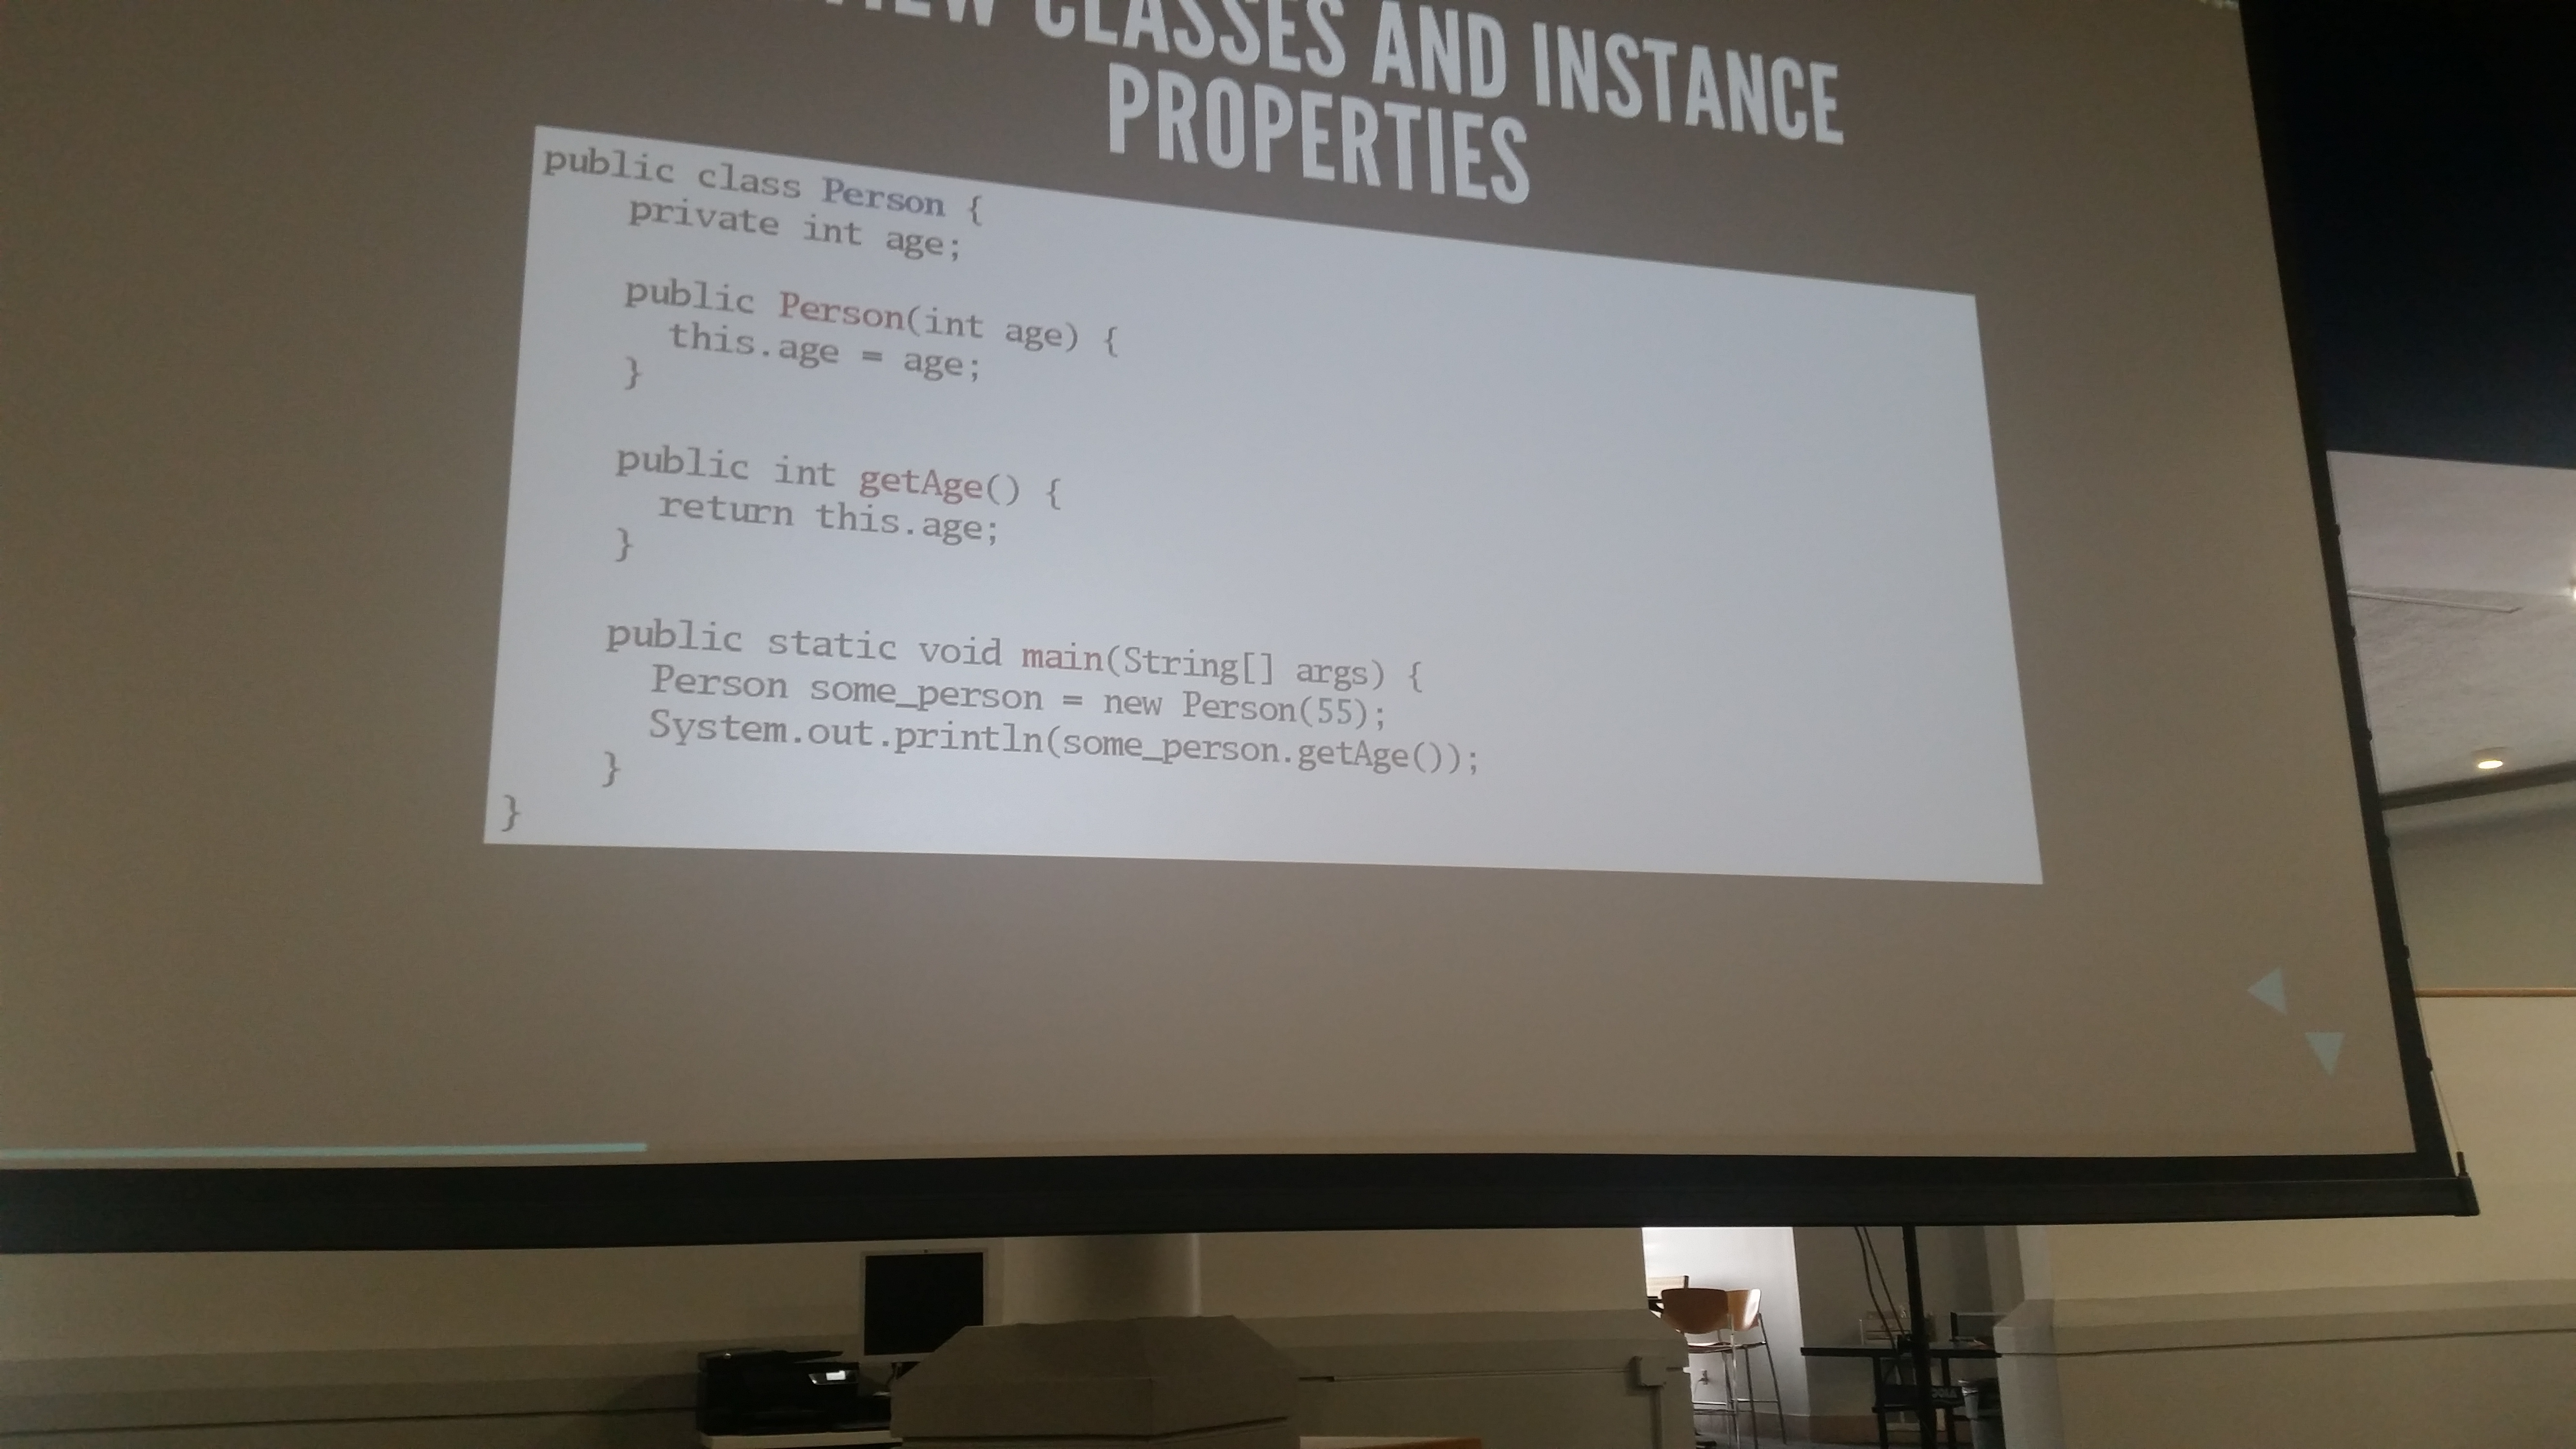 CLASSES AND INSTANCE
PROPERTIES
public class Person {
    private int age;

    public Person(int age) {
      this.age = age;
    }

    public int getAge() {
      return this.age;
    }

    public static void main(String[] args) {
      Person some_person = new Person(55);
      System.out.println(some_person.getAge());
    }
}